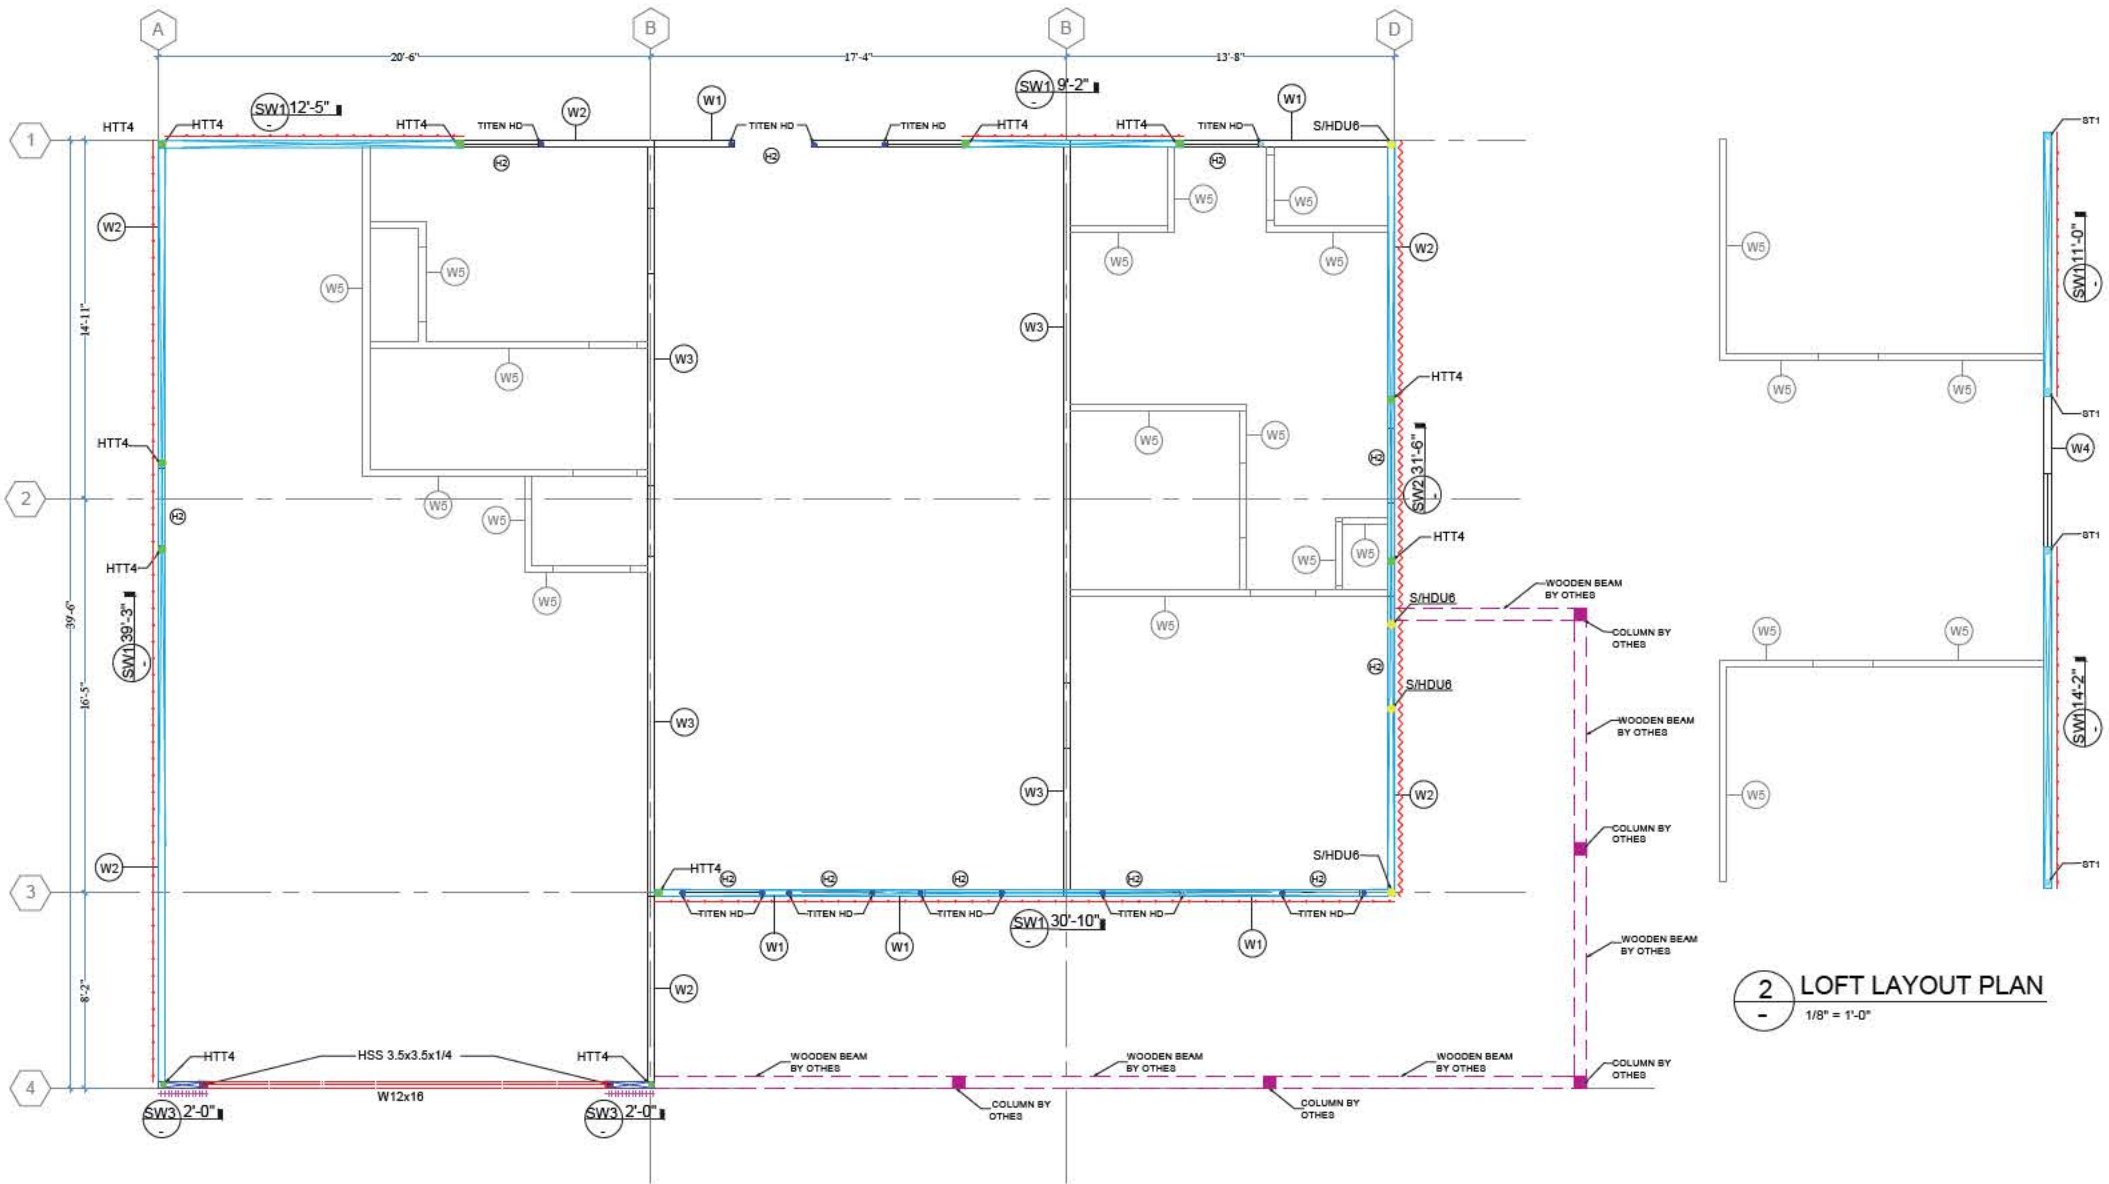 A
B
B
D
20'-6"
17'-4"
13'-8"
SW1 12'-5"
-
SW1 9'-2"
-
HTT4
HTT4
HTT4
TITEN HD
W2
W1
TITEN HD
TITEN HD
HTT4
HTT4
TITEN HD
W1
S/HDU6
ST1
1
H2
H2
H2
W5
W5
W2
W5
W5
W2
W5
W5
W5
SW1 11'-0"
-
14'-11"
W3
W3
W5
W5
W5
HTT4
ST1
HTT4
W5
W5
H2
SW2 31'-6"
-
W4
2
W5
W5
H2
HTT4
ST1
HTT4
W5
W5
W5
W5
WOODEN BEAM
BY OTHES
S/HDU6
COLUMN BY
OTHES
39'-6"
SW1 39'-3"
-
16'-5"
H2
S/HDU6
W5
W5
W3
WOODEN BEAM
BY OTHES
SW1 14'-2"
-
W3
W2
W5
COLUMN BY
OTHES
W2
HTT4
S/HDU6
ST1
3
H2
H2
H2
H2
H2
TITEN HD
TITEN HD
TITEN HD
TITEN HD
TITEN HD
SW1 30'-10"
-
W1
W1
W1
WOODEN BEAM
BY OTHES
8'-2"
W2
2
-
LOFT LAYOUT PLAN
1/8" = 1'-0"
HTT4
HSS 3.5x3.5x1/4
HTT4
WOODEN BEAM
BY OTHES
WOODEN BEAM
BY OTHES
WOODEN BEAM
BY OTHES
COLUMN BY
OTHES
4
W12x16
SW3 2'-0"
-
SW3 2'-0"
-
COLUMN BY
OTHES
COLUMN BY
OTHES